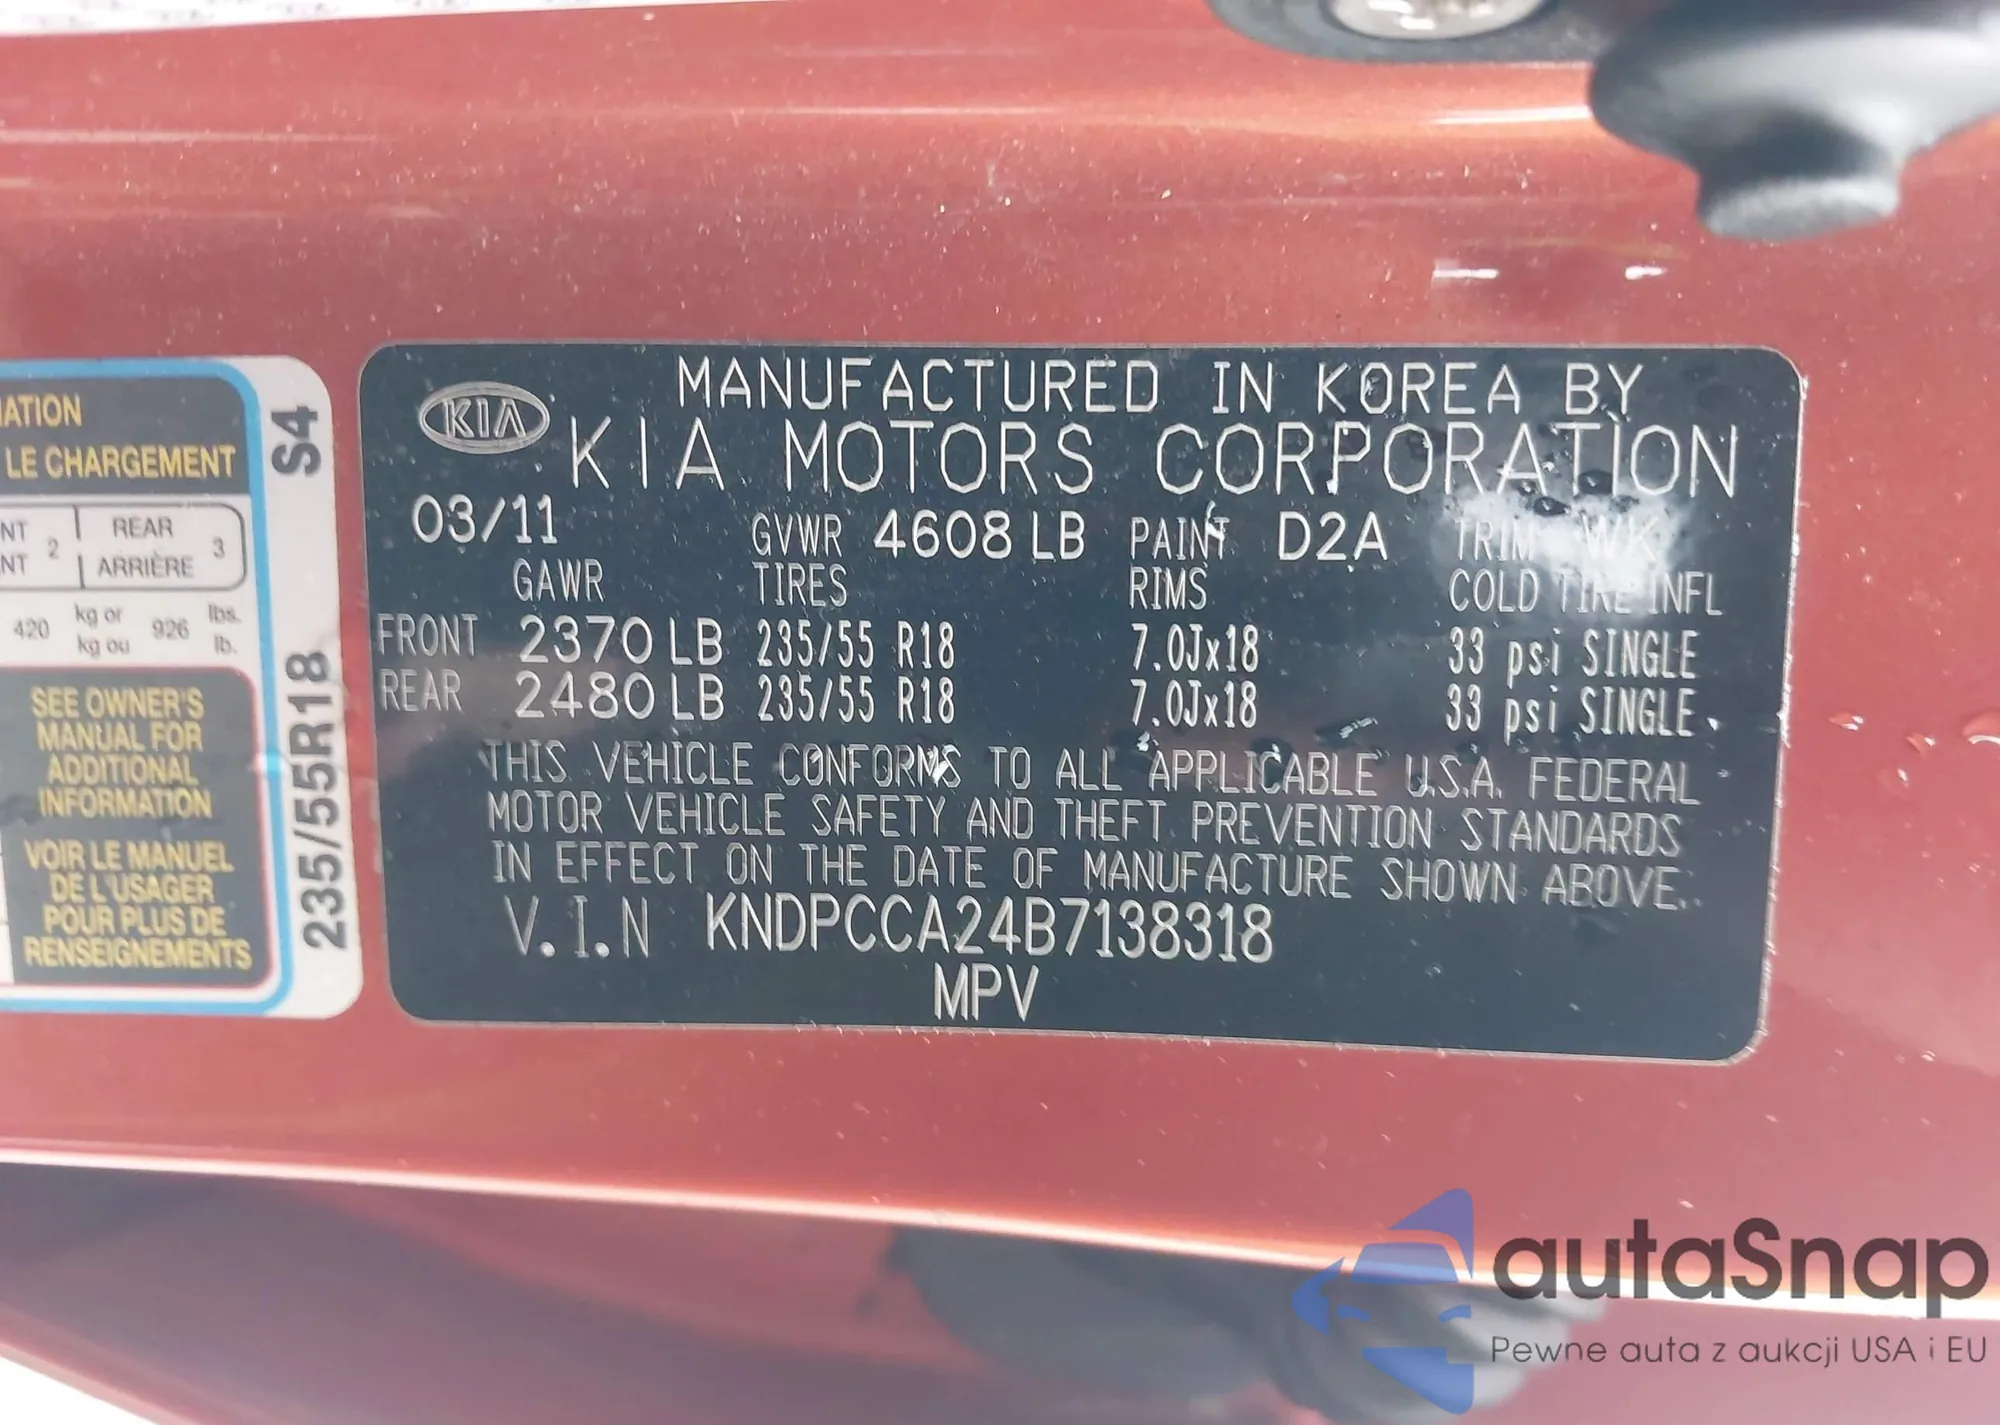 MANUFACTURED IN KOREA BY
KIA
KIA MOTORS CORPORATION
03/11 GVWR 4608 LB PAINT D2A TRIM WK
GAWR TIRES RIMS COLD TIRE INFL
FRONT 2370 LB 235/55 R18 7.0Jx18 33 psi SINGLE
REAR 2480 LB 235/55 R18 7.0Jx18 33 psi SINGLE
THIS VEHICLE CONFORMS TO ALL APPLICABLE U.S.A. FEDERAL
MOTOR VEHICLE SAFETY AND THEFT PREVENTION STANDARDS
IN EFFECT ON THE DATE OF MANUFACTURE SHOWN ABOVE.
V.I.N KNDPCCA24B7138318
MPV
LE CHARGEMENT
2 REAR 3
ARRIÈRE
420 kg or 926 lbs.
kg ou lb.
SEE OWNER'S
MANUAL FOR
ADDITIONAL
INFORMATION
VOIR LE MANUEL
DE L'USAGER
POUR PLUS DE
RENSEIGNEMENTS
S4
235/55R18
autaSnap
Pewne auta z aukcji USA i EU